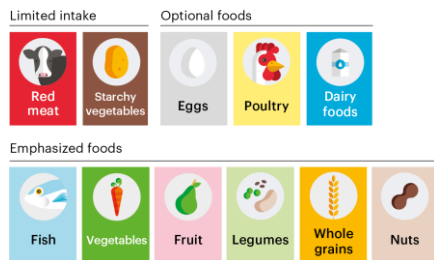 Limited intake
Optional foods
Red
meat
Starchy
vegetables
Eggs
Poultry
Dairy
foods
Emphasized foods
Fish
Vegetables
Fruit
Legumes
Whole
grains
Nuts